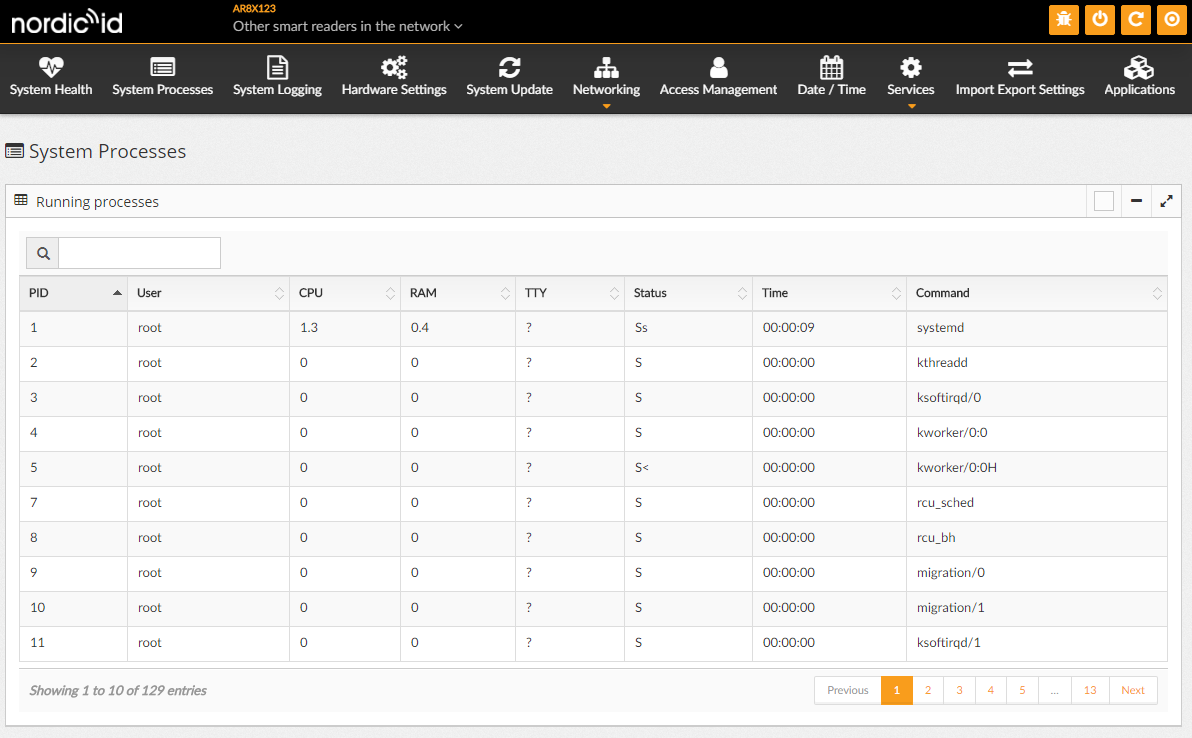 nordic id
AR8X123
Other smart readers in the network
System Health System Processes System Logging Hardware Settings System Update Networking Access Management Date / Time Services Import Export Settings Applications
System Processes
Running processes
PID User CPU RAM TTY Status Time Command
1 root 1.3 0.4 ? Ss 00:00:09 systemd
2 root 0 0 ? S 00:00:00 kthreadd
3 root 0 0 ? S 00:00:00 ksoftirqd/0
4 root 0 0 ? S 00:00:00 kworker/0:0
5 root 0 0 ? S< 00:00:00 kworker/0:0H
7 root 0 0 ? S 00:00:00 rcu_sched
8 root 0 0 ? S 00:00:00 rcu_bh
9 root 0 0 ? S 00:00:00 migration/0
10 root 0 0 ? S 00:00:00 migration/1
11 root 0 0 ? S 00:00:00 ksoftirqd/1
Showing 1 to 10 of 129 entries Previous 1 2 3 4 5 ... 13 Next